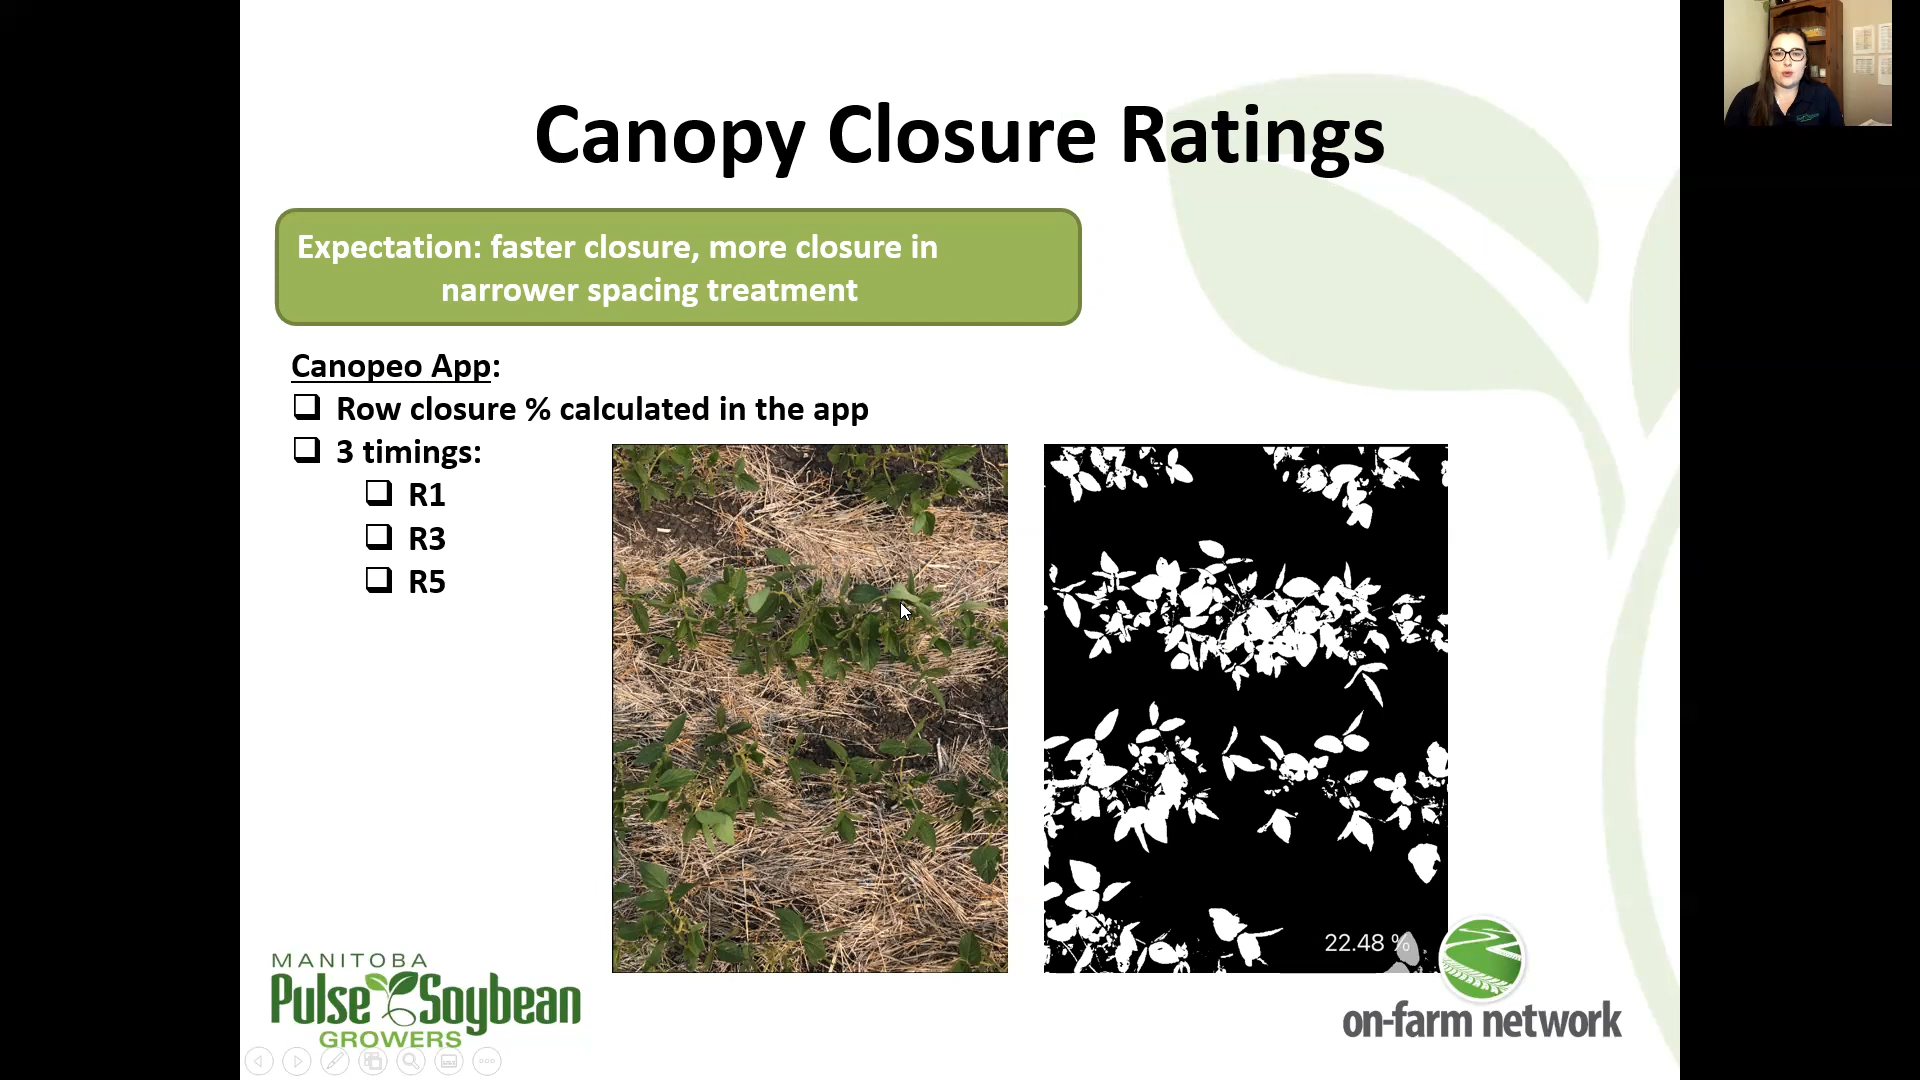 Canopy Closure Ratings
Expectation: faster closure, more closure in
narrower spacing treatment
Canopeo App:
Row closure % calculated in the app
3 timings:
R1
R3
R5
22.48 %
MANITOBA
Pulse Soybean
GROWERS
on-farm network